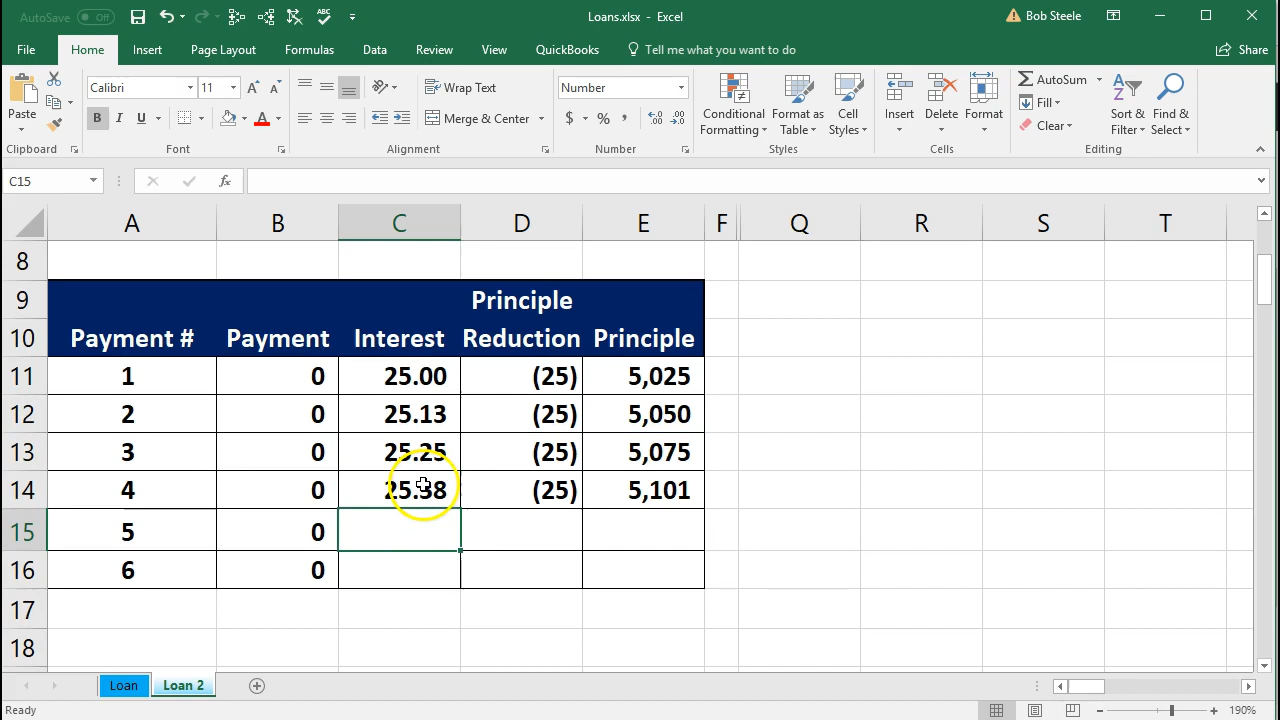 AutoSave Off Loans.xlsx - Excel Bob Steele
File Home Insert Page Layout Formulas Data Review View QuickBooks Tell me what you want to do Share
Calibri 11 Wrap Text Number AutoSum
Paste B I U Merge & Center $ % , Conditional Formatting Format as Table Cell Styles Insert Delete Format Fill Clear Sort & Filter Find & Select
Clipboard Font Alignment Number Styles Cells Editing
C15 fx
A B C D E F Q R S T
8
9 Principle
10 Payment # Payment Interest Reduction Principle
11 1 0 25.00 (25) 5,025
12 2 0 25.13 (25) 5,050
13 3 0 25.25 (25) 5,075
14 4 0 25.38 (25) 5,101
15 5 0
16 6 0
17
18
Loan Loan 2
Ready 190%